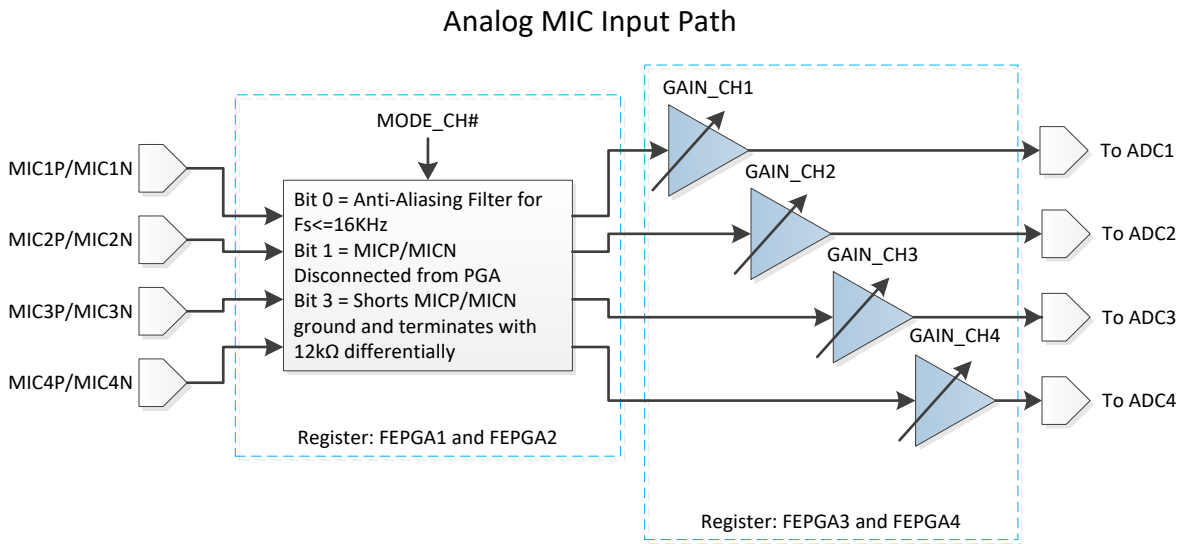 Analog MIC Input Path
MIC1P/MIC1N
MIC2P/MIC2N
MIC3P/MIC3N
MIC4P/MIC4N
MODE_CH#
Bit 0 = Anti-Aliasing Filter for
Fs<=16KHz
Bit 1 = MICP/MICN
Disconnected from PGA
Bit 3 = Shorts MICP/MICN
ground and terminates with
12kΩ differentially
Register: FEPGA1 and FEPGA2
GAIN_CH1
GAIN_CH2
GAIN_CH3
GAIN_CH4
Register: FEPGA3 and FEPGA4
To ADC1
To ADC2
To ADC3
To ADC4